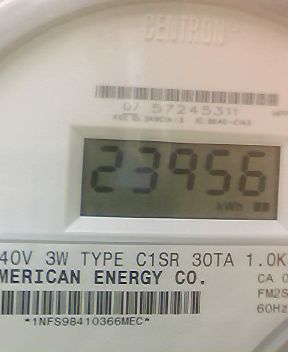 CENTRON
07 57245311
23956
kWh
40V 3W TYPE C1SR 30TA 1.0K
MERICAN ENERGY CO.
CA 0
FM2S
60Hz
*1NFS98410366MEC*